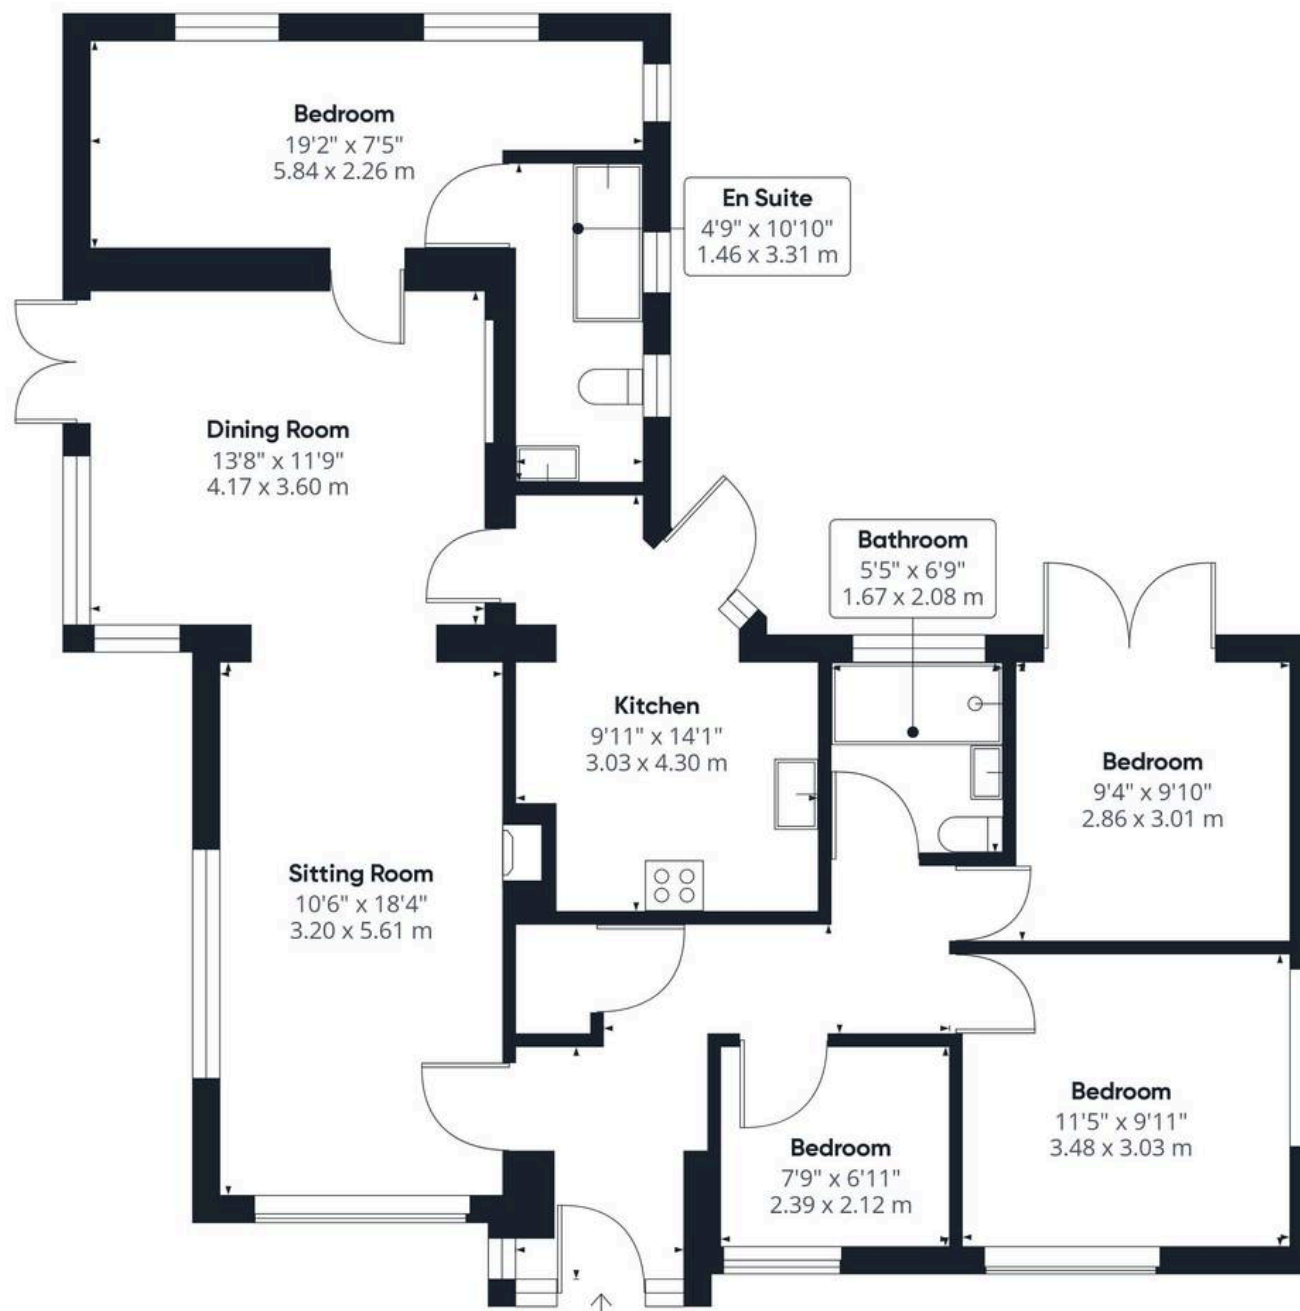 Bedroom
19'2" x 7'5"
5.84 x 2.26 m
En Suite
4'9" x 10'10"
1.46 x 3.31 m
Dining Room
13'8" x 11'9"
4.17 x 3.60 m
Bathroom
5'5" x 6'9"
1.67 x 2.08 m
Kitchen
9'11" x 14'1"
3.03 x 4.30 m
Bedroom
9'4" x 9'10"
2.86 x 3.01 m
Sitting Room
10'6" x 18'4"
3.20 x 5.61 m
Bedroom
11'5" x 9'11"
3.48 x 3.03 m
Bedroom
7'9" x 6'11"
2.39 x 2.12 m